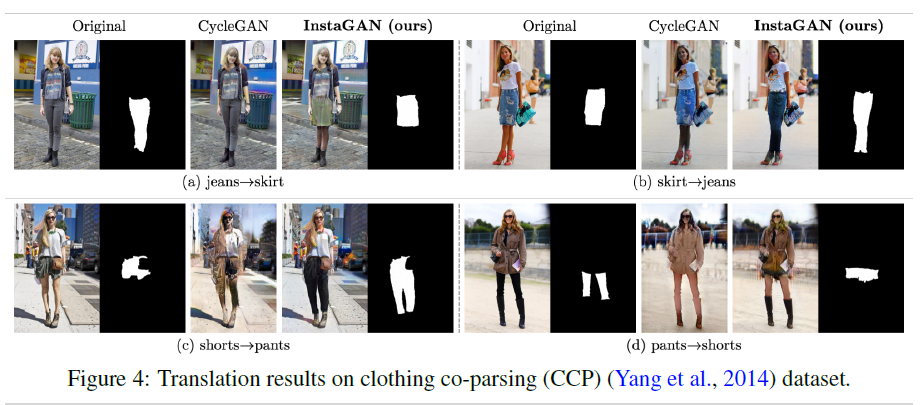 Original CycleGAN InstaGAN (ours) Original CycleGAN InstaGAN (ours)
(a) jeans→skirt (b) skirt→jeans
(c) shorts→pants (d) pants→shorts
Figure 4: Translation results on clothing co-parsing (CCP) (Yang et al., 2014) dataset.